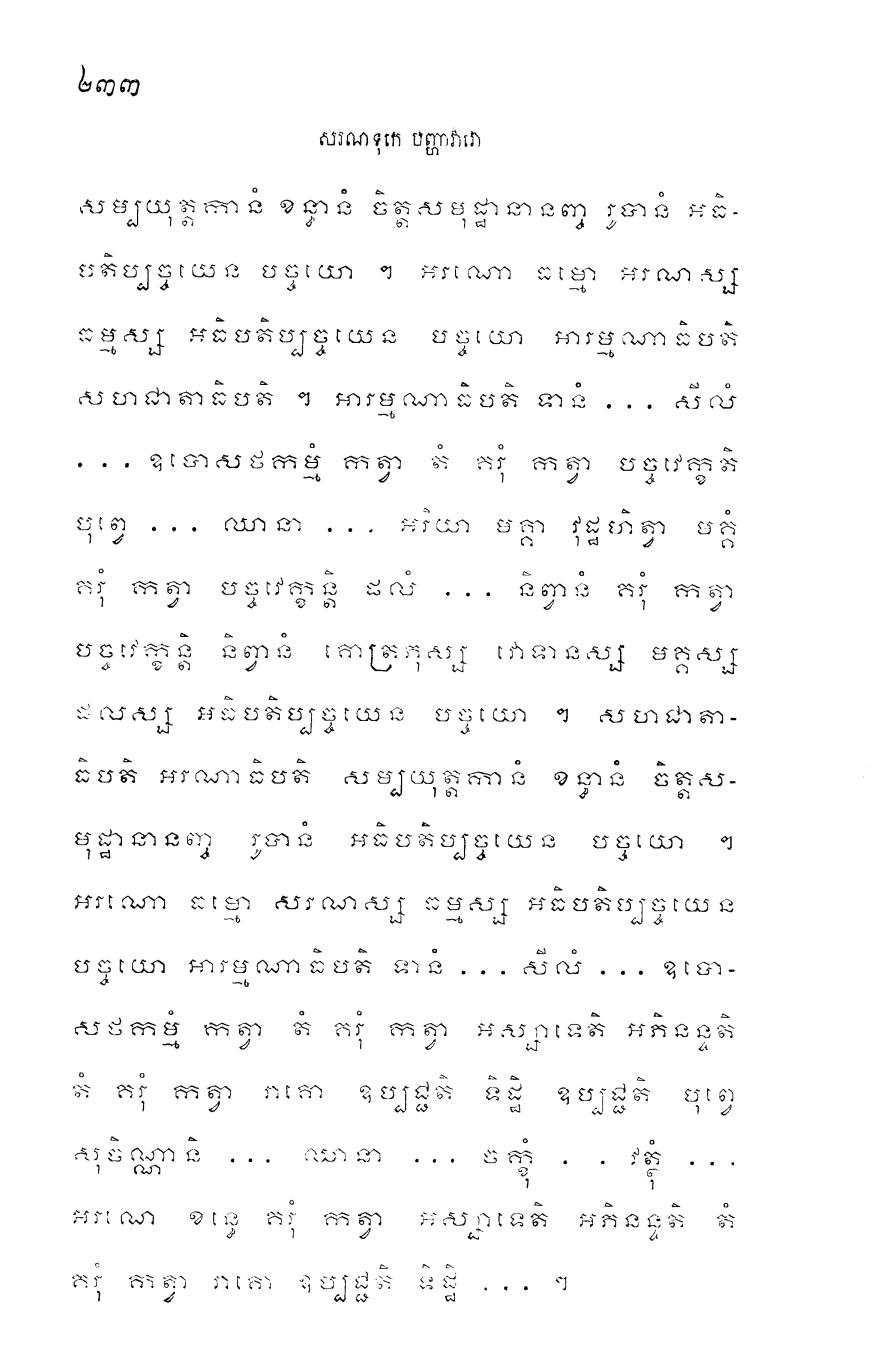 ៤៣៣
សរណទុកេ បញ្ហាវារោ
សម្បយុត្តកានំ ខន្ធានំ ចិត្តសមុដ្ឋានានញ្ច រូបានំ អធិ-
បតិប្បច្ចយេន បច្ចយោ ។ អរណោ ធម្មោ អរណស្ស
ធម្មស្ស អធិបតិប្បច្ចយេន បច្ចយោ អារម្មណាធិបតិ
សហជាតាធិបតិ ។ អារម្មណាធិបតិ ទានំ ... សីលំ
... ឧបោសថកម្មំ កត្វា តំ គរុំ កត្វា បច្ចវេក្ខតិ
បុព្វេ ... ឈានា ... អរិយា មគ្គា វុដ្ឋហិត្វា មគ្គំ
គរុំ កត្វា បច្ចវេក្ខន្តិ ផលំ ... និព្វានំ គរុំ កត្វា
បច្ចវេក្ខន្តិ និព្វានំ គោត្រភុស្ស វោទានស្ស មគ្គស្ស
ផលស្ស អធិបតិប្បច្ចយេន បច្ចយោ ។ សហជាតា-
ធិបតិ អរណាធិបតិ សម្បយុត្តកានំ ខន្ធានំ ចិត្តស-
មុដ្ឋានានញ្ច រូបានំ អធិបតិប្បច្ចយេន បច្ចយោ ។
អរណោ ធម្មោ សរណស្ស ធម្មស្ស អធិបតិប្បច្ចយេន
បច្ចយោ អារម្មណាធិបតិ ទានំ ... សីលំ ... ឧបោ-
សថកម្មំ កត្វា តំ គរុំ កត្វា អស្សាទេតិ អភិនន្ទតិ
តំ គរុំ កត្វា រាគោ ឧប្បជ្ជតិ ទិដ្ឋិ ឧប្បជ្ជតិ បុព្វេ
សុចិណ្ណានិ ... ឈានា ... ចក្ខុំ . . វត្ថុំ ...
អរណេ ខន្ធេ គរុំ កត្វា អស្សាទេតិ អភិនន្ទតិ តំ
គរុំ កត្វា រាគោ ឧប្បជ្ជតិ ទិដ្ឋិ ... ។